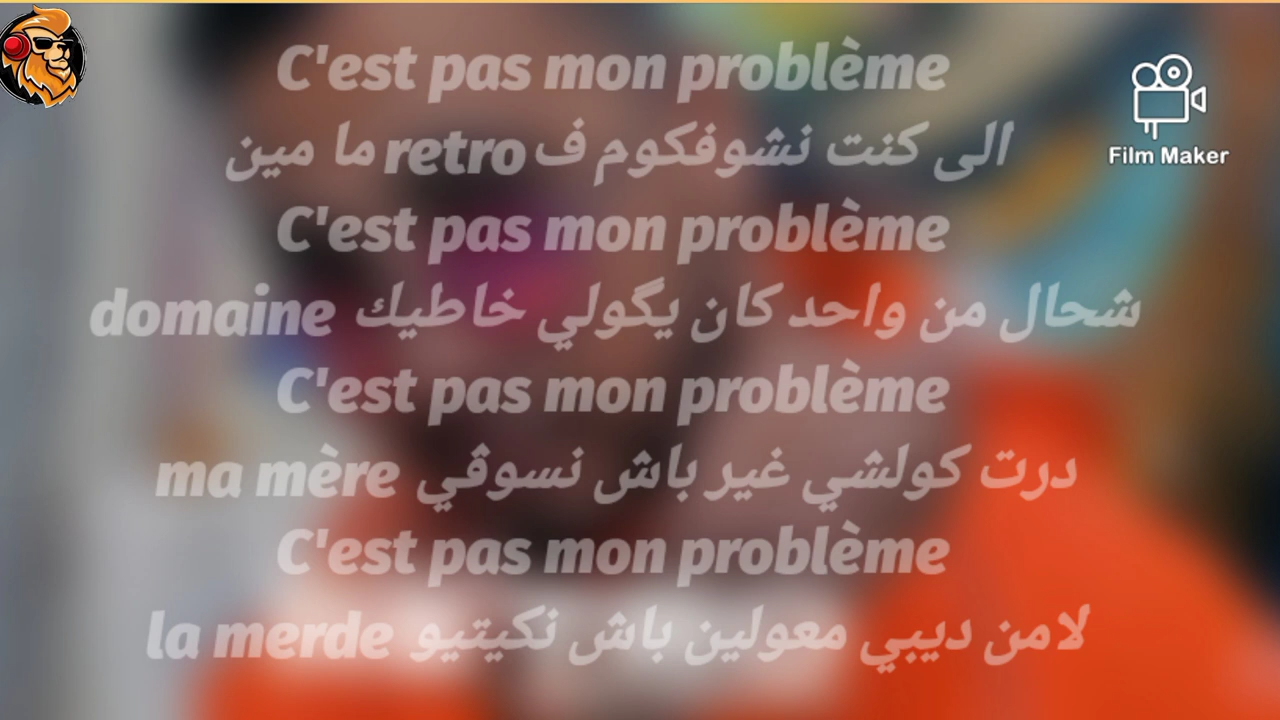 C'est pas mon problème
الى كنت نشوفكوم ف retro ما مين
C'est pas mon problème
شحال من واحد كان يگولي خاطيك domaine
C'est pas mon problème
درت كولشي غير باش نسوڤي ma mère
C'est pas mon problème
لامن ديبي معولين باش نكيتيو la merde
Film Maker